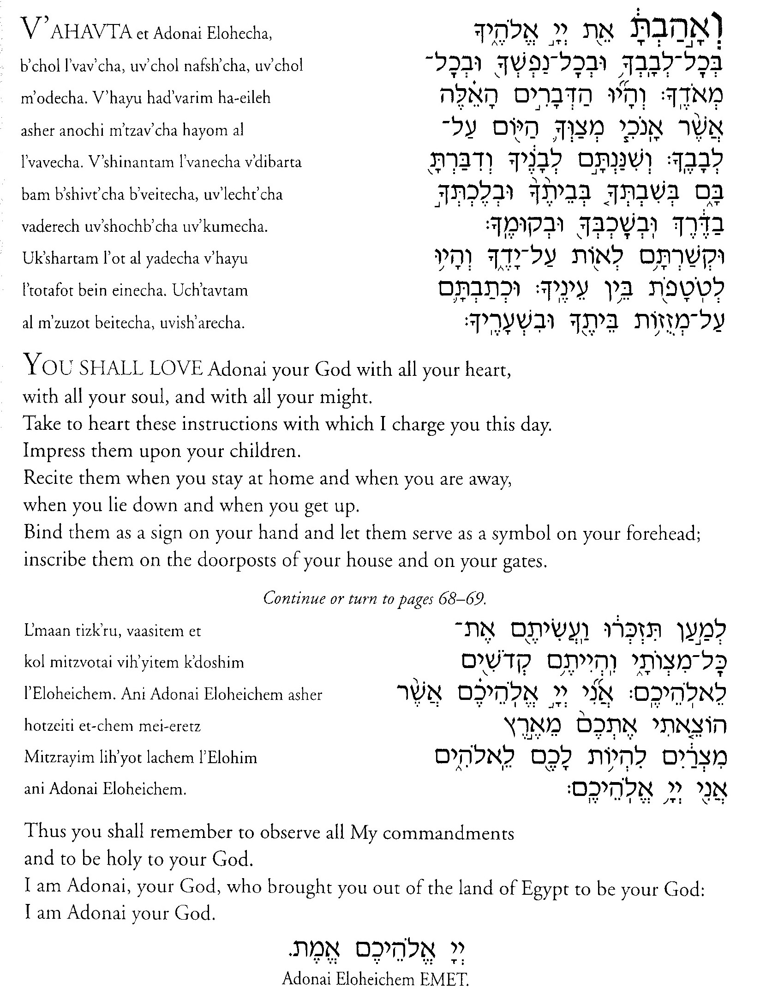 V’AHAVTA et Adonai Elohecha,
b’chol l’vav’cha, uv’chol nafsh’cha, uv’chol
m’odecha. V’hayu had’varim ha-eileh
asher anochi m’tzav’cha hayom al
l’vavecha. V’shinantam l’vanecha v’dibarta
bam b’shivt’cha b’veitecha, uv’lecht’cha
vaderech uv’shochb’cha uv’kumecha.
Uk’shartam l’ot al yadecha v’hayu
l’totafot bein einecha. Uch’tavtam
al m’zuzot beitecha, uvish’arecha.
וְאָ֣הַבְתָּ֔ אֵ֖ת יְיָ֣ אֱלֹהֶ֑יךָ
בְּכׇל־לְבָבְךָ֥ וּבְכׇל־נַפְשְׁךָ֖ וּבְכׇל־
מְאֹדֶֽךָ׃ וְהָי֞וּ הַדְּבָרִ֣ים הָאֵ֗לֶּה
אֲשֶׁ֨ר אָֽנֹכִ֧י מְצַוְּךָ֛ הַיּ֖וֹם עַל־
לְבָבֶֽךָ׃ וְשִׁנַּנְתָּ֣ם לְבָנֶ֔יךָ וְדִבַּרְתָּ֖
בָּ֑ם בְּשִׁבְתְּךָ֤ בְּבֵיתֶ֙ךָ֙ וּבְלֶכְתְּךָ֣
בַדֶּ֔רֶךְ וּֽבְשׇׁכְבְּךָ֖ וּבְקוּמֶֽךָ׃
וּקְשַׁרְתָּ֥ם לְא֖וֹת עַל־יָדֶ֑ךָ וְהָי֥וּ
לְטֹֽטָפֹ֖ת בֵּ֥ין עֵינֶֽיךָ׃ וּכְתַבְתָּ֛ם
עַל־מְזֻז֥וֹת בֵּיתֶ֖ךָ וּבִשְׁעָרֶֽיךָ׃
YOU SHALL LOVE Adonai your God with all your heart,
with all your soul, and with all your might.
Take to heart these instructions with which I charge you this day.
Impress them upon your children.
Recite them when you stay at home and when you are away,
when you lie down and when you get up.
Bind them as a sign on your hand and let them serve as a symbol on your forehead;
inscribe them on the doorposts of your house and on your gates.
Continue or turn to pages 68–69.
L’maan tizk’ru, vaasitem et
kol mitzvotai vih’yitem k’doshim
l’Eloheichem. Ani Adonai Eloheichem asher
hotzeiti et-chem mei-eretz
Mitzrayim lih’yot lachem l’Elohim
ani Adonai Eloheichem.
לְמַ֣עַן תִּזְכְּר֔וּ וַֽעֲשִׂיתֶ֖ם אֶת־
כׇּל־מִצְוֺתָ֑י וִֽהְיִיתֶ֥ם קְדֹשִׁ֖ים
לֵאלֹֽהֵיכֶֽם׃ אֲנִ֞י יְיָ֣ אֱלֹֽהֵיכֶ֗ם אֲשֶׁ֨ר
הוֹצֵ֤אתִי אֶתְכֶם֙ מֵאֶ֣רֶץ
מִצְרַ֔יִם לִהְי֥וֹת לָכֶ֖ם לֵֽאלֹהִ֑ים
אֲנִ֖י יְיָ֥ אֱלֹֽהֵיכֶֽם׃
Thus you shall remember to observe all My commandments
and to be holy to your God.
I am Adonai, your God, who brought you out of the land of Egypt to be your God:
I am Adonai your God.
יְיָ אֱלֹהֵיכֶם אֱמֶת.
Adonai Eloheichem EMET.